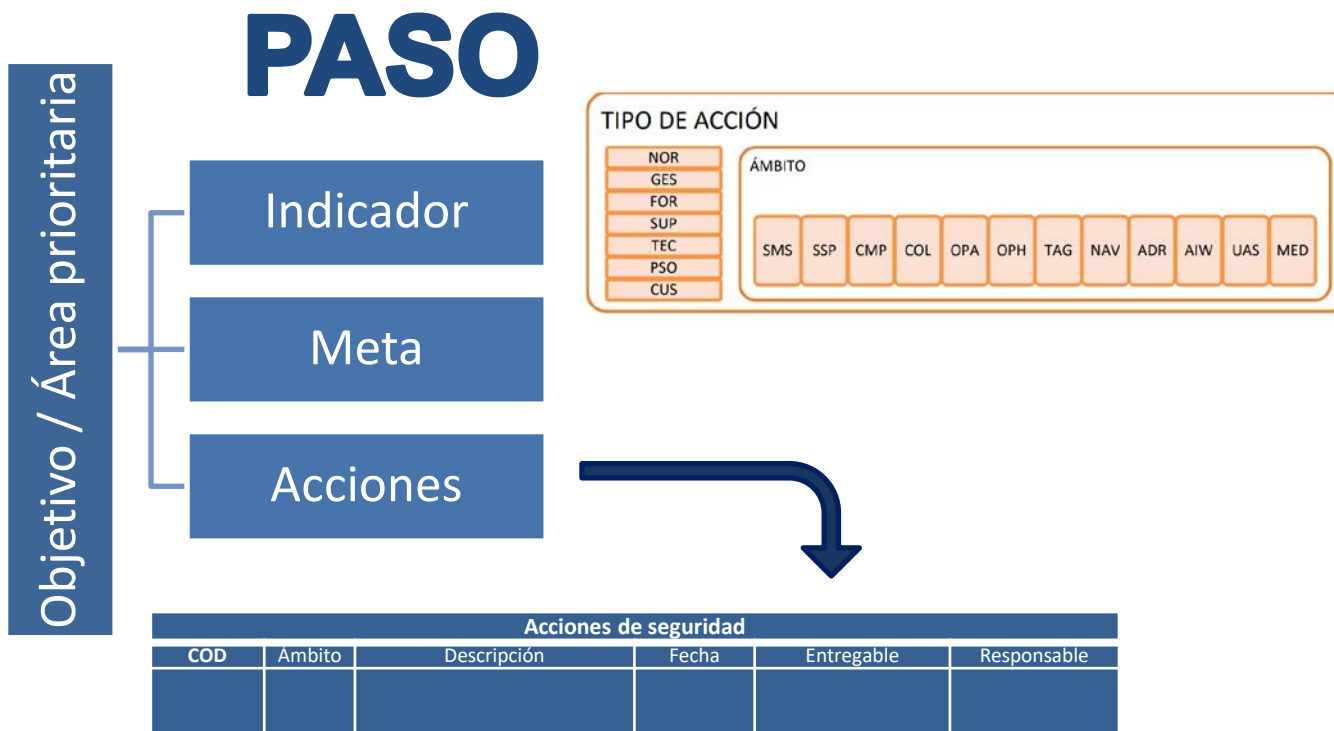 PASO
Objetivo / Área prioritaria
Indicador
Meta
Acciones
TIPO DE ACCIÓN
NOR
GES
FOR
SUP
TEC
PSO
CUS
ÁMBITO
SMS SSP CMP COL OPA OPH TAG NAV ADR AIW UAS MED
Acciones de seguridad
COD Ámbito Descripción Fecha Entregable Responsable